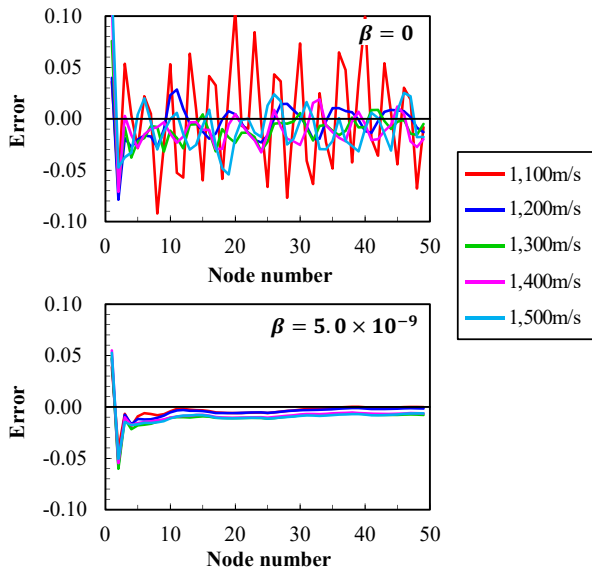 0.10
0.05
0.00
-0.05
-0.10
Error
β = 0
0 10 20 30 40 50
Node number
1,100m/s
1,200m/s
1,300m/s
1,400m/s
1,500m/s
0.10
0.05
0.00
-0.05
-0.10
Error
β = 5.0 × 10⁻⁹
0 10 20 30 40 50
Node number